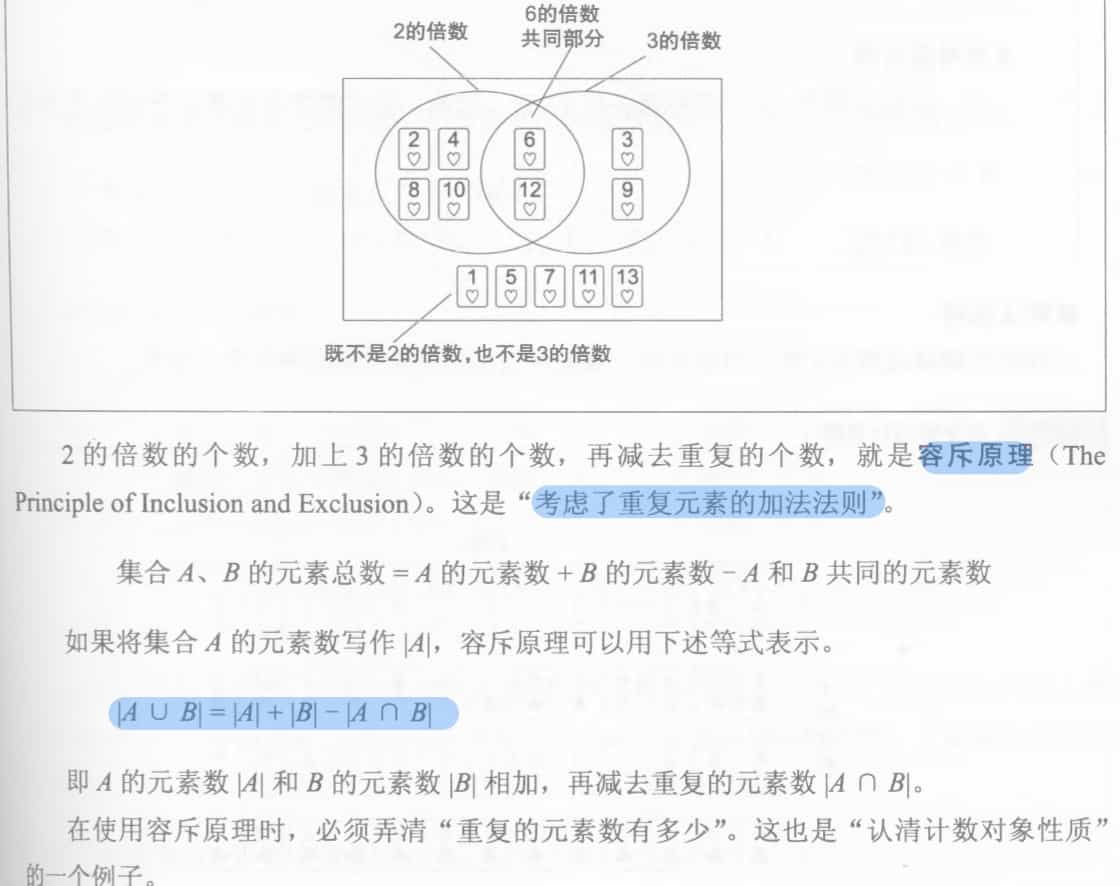 6的倍数
2的倍数
共同部分
3的倍数
2 4 6 3
8 10 12 9
1 5 7 11 13
既不是2的倍数,也不是3的倍数
2 的倍数的个数，加上 3 的倍数的个数，再减去重复的个数，就是容斥原理（The
Principle of Inclusion and Exclusion）。这是“考虑了重复元素的加法法则”。
集合 A、B 的元素总数 = A 的元素数 + B 的元素数 − A 和 B 共同的元素数
如果将集合 A 的元素数写作 |A|，容斥原理可以用下述等式表示。
|A ∪ B| = |A| + |B| − |A ∩ B|
即 A 的元素数 |A| 和 B 的元素数 |B| 相加，再减去重复的元素数 |A ∩ B|。
在使用容斥原理时，必须弄清“重复的元素数有多少”。这也是“认清计数对象性质”
的一个例子。